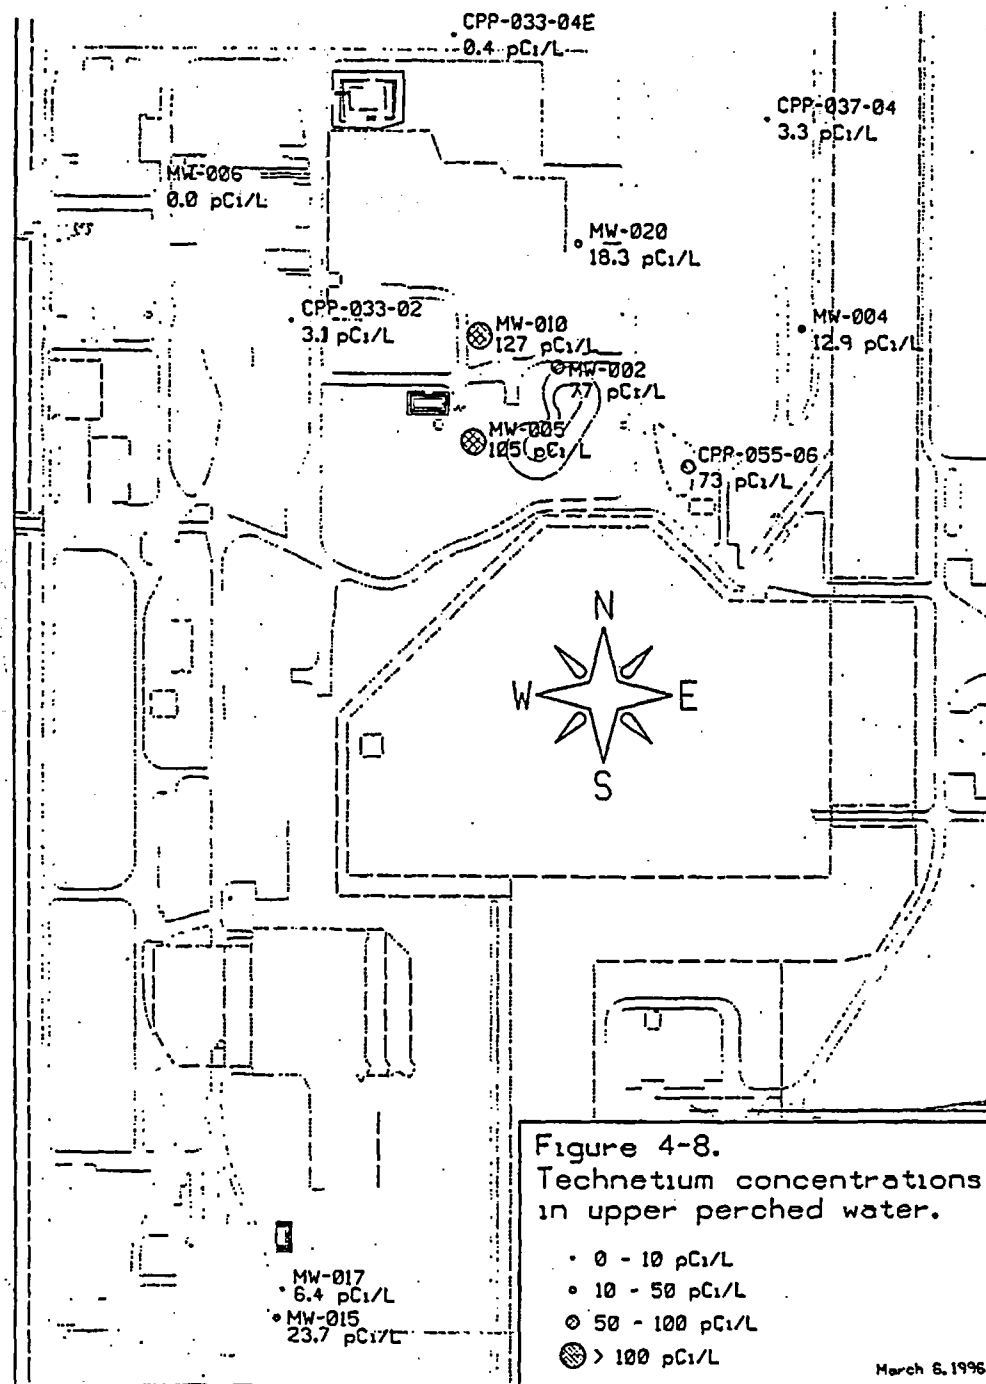 CPP-033-04E
0.4 pCi/L
CPP-037-04
3.3 pCi/L
MW-006
0.0 pCi/L
MW-020
18.3 pCi/L
CPP-033-02
3.1 pCi/L
MW-010
127 pCi/L
MW-004
12.9 pCi/L
MW-002
77 pCi/L
MW-005
105 pCi/L
CPP-055-06
73 pCi/L
N
W
E
S
MW-017
6.4 pCi/L
MW-015
23.7 pCi/L
Figure 4-8.
Technetium concentrations
in upper perched water.
0 - 10 pCi/L
10 - 50 pCi/L
50 - 100 pCi/L
> 100 pCi/L
March 6, 1996